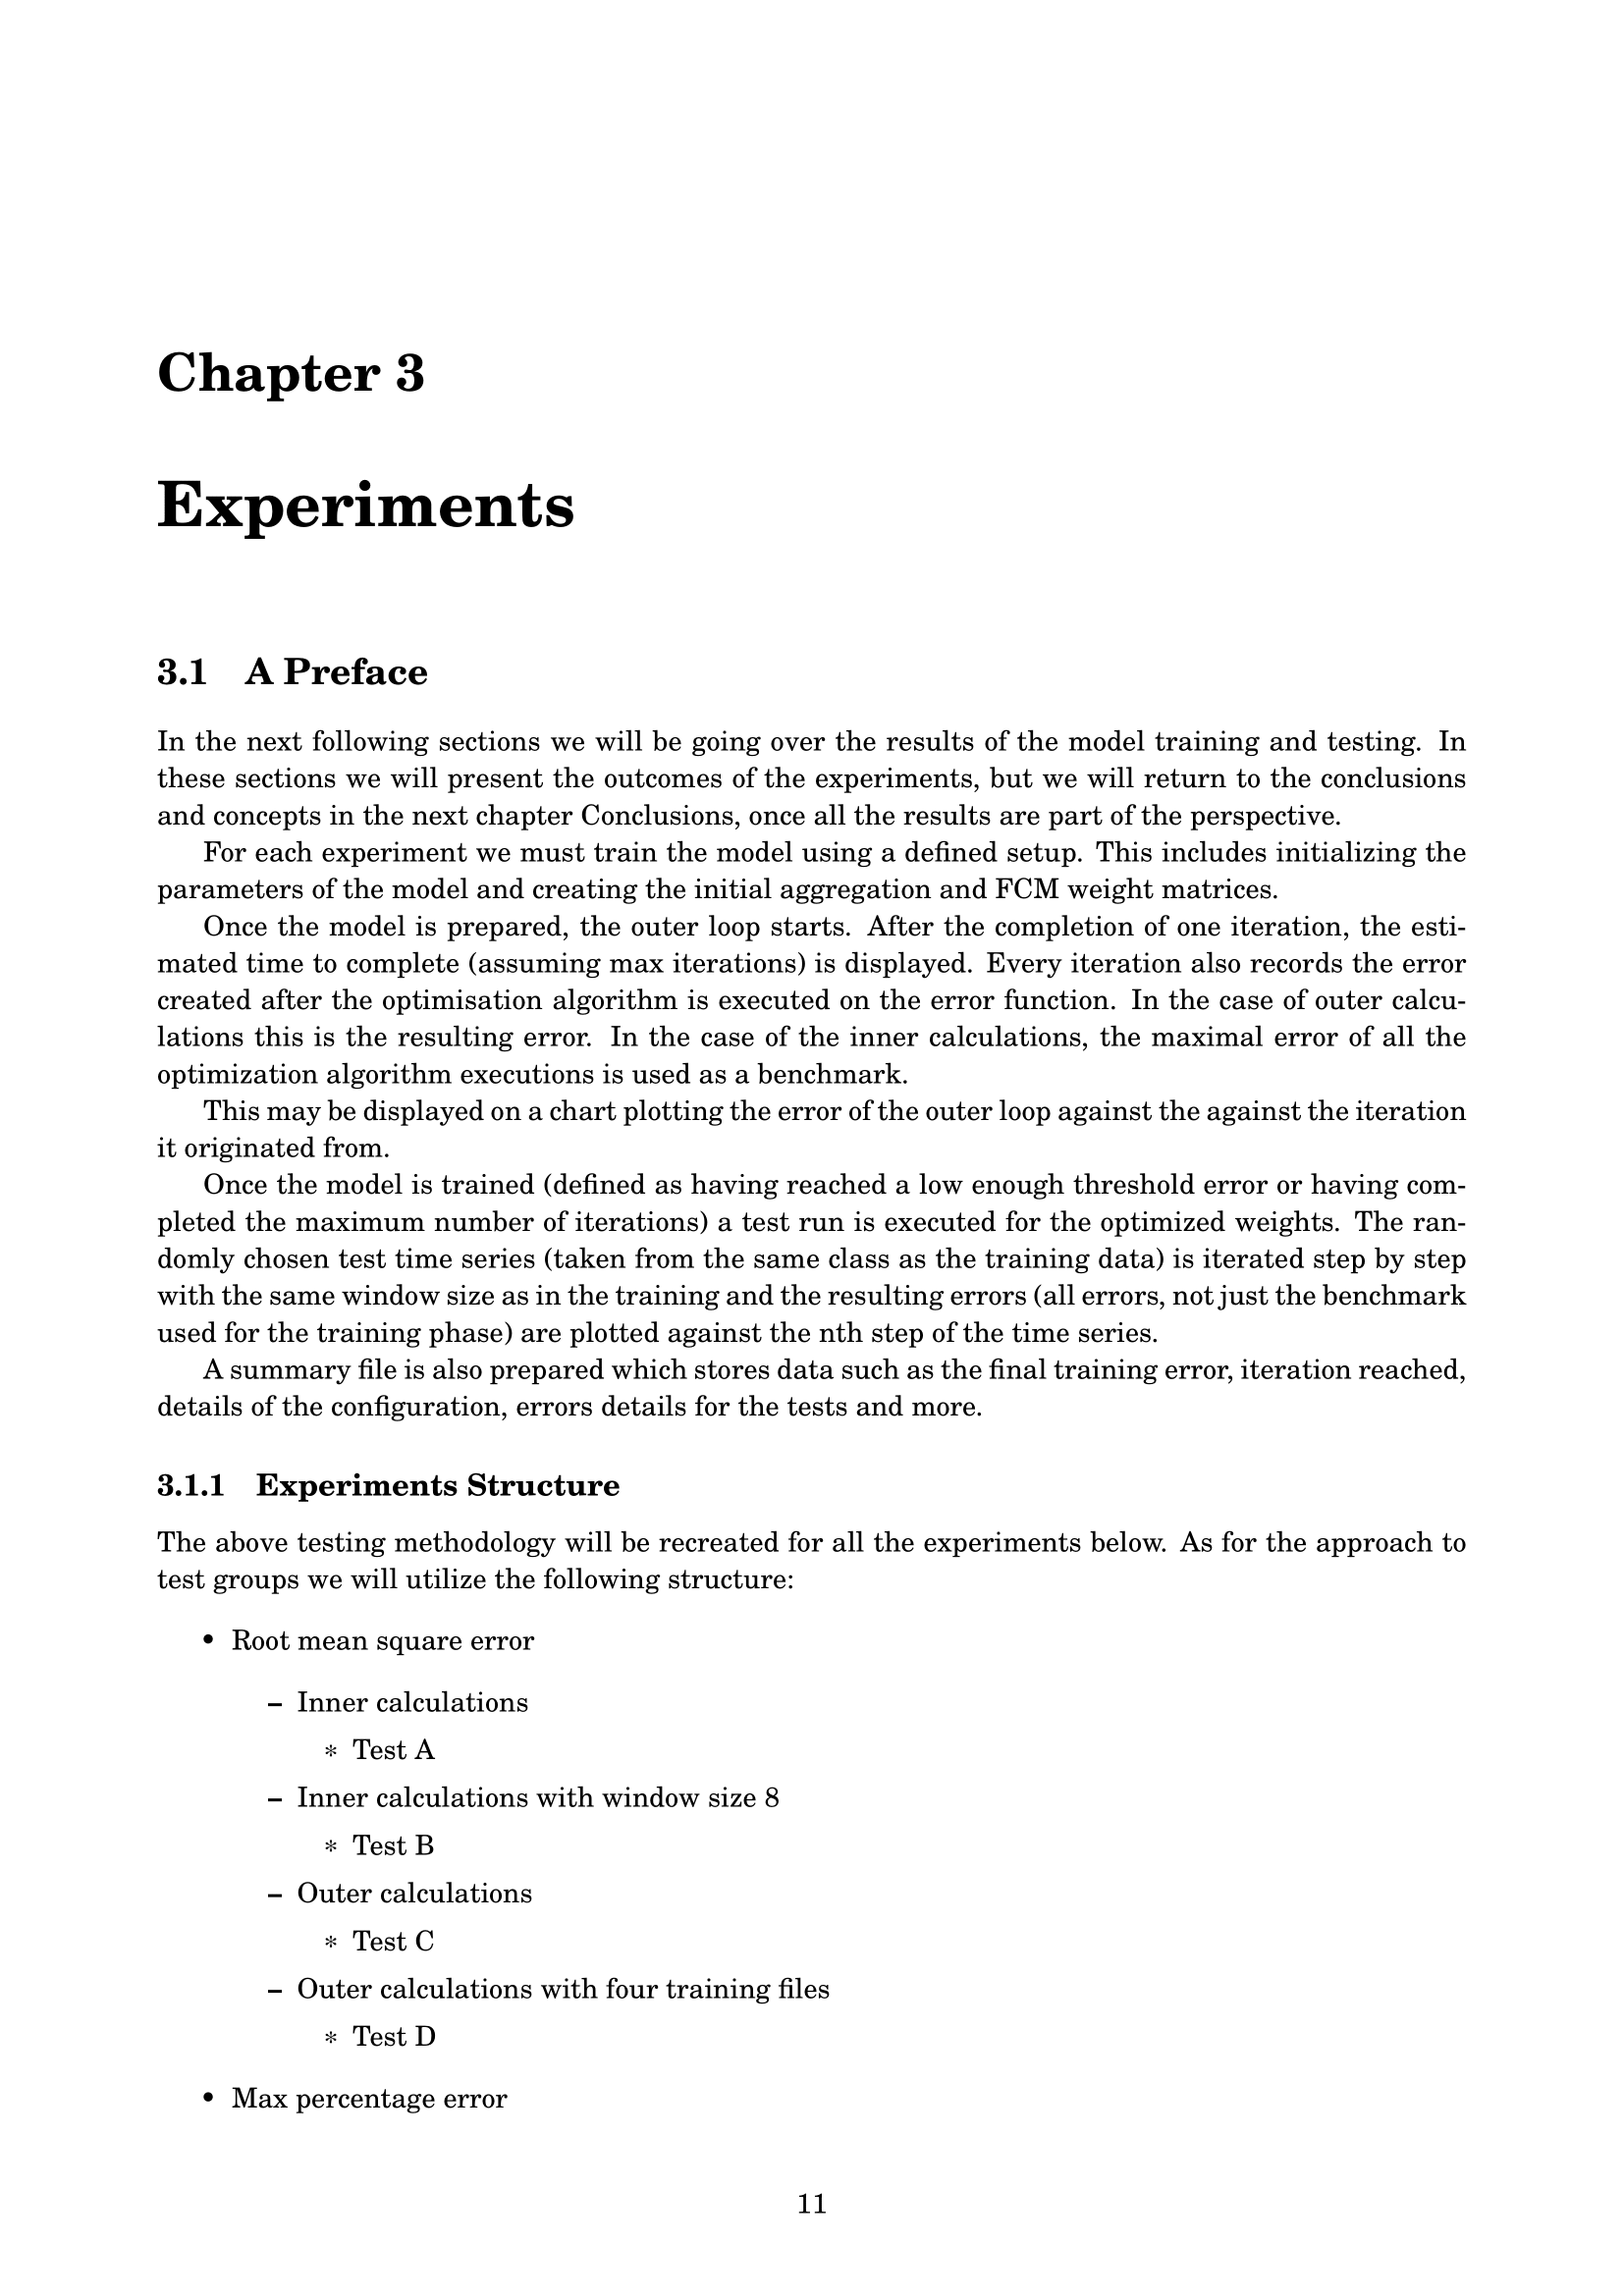 Chapter 3
Experiments
3.1 A Preface
In the next following sections we will be going over the results of the model training and testing. In
these sections we will present the outcomes of the experiments, but we will return to the conclusions
and concepts in the next chapter Conclusions, once all the results are part of the perspective.
For each experiment we must train the model using a defined setup. This includes initializing the
parameters of the model and creating the initial aggregation and FCM weight matrices.
Once the model is prepared, the outer loop starts. After the completion of one iteration, the esti-
mated time to complete (assuming max iterations) is displayed. Every iteration also records the error
created after the optimisation algorithm is executed on the error function. In the case of outer calcu-
lations this is the resulting error. In the case of the inner calculations, the maximal error of all the
optimization algorithm executions is used as a benchmark.
This may be displayed on a chart plotting the error of the outer loop against the against the iteration
it originated from.
Once the model is trained (defined as having reached a low enough threshold error or having com-
pleted the maximum number of iterations) a test run is executed for the optimized weights. The ran-
domly chosen test time series (taken from the same class as the training data) is iterated step by step
with the same window size as in the training and the resulting errors (all errors, not just the benchmark
used for the training phase) are plotted against the nth step of the time series.
A summary file is also prepared which stores data such as the final training error, iteration reached,
details of the configuration, errors details for the tests and more.
3.1.1 Experiments Structure
The above testing methodology will be recreated for all the experiments below. As for the approach to
test groups we will utilize the following structure:
• Root mean square error
– Inner calculations
∗ Test A
– Inner calculations with window size 8
∗ Test B
– Outer calculations
∗ Test C
– Outer calculations with four training files
∗ Test D
• Max percentage error
11